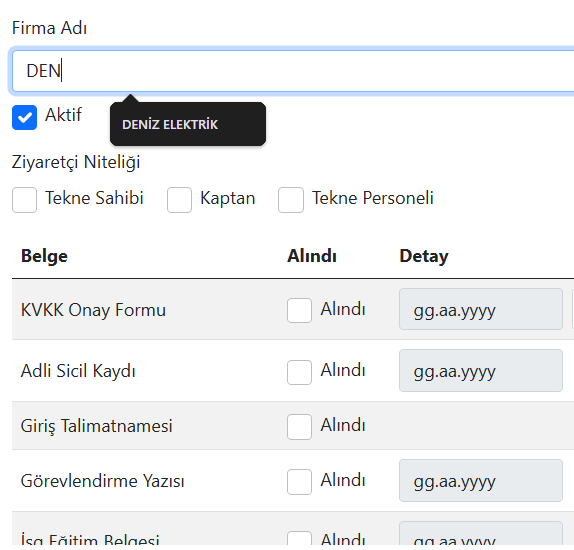 Firma Adı
DEN
Aktif
DENİZ ELEKTRİK
Ziyaretçi Niteliği
Tekne Sahibi Kaptan Tekne Personeli
Belge Alındı Detay
KVKK Onay Formu Alındı gg.aa.yyyy
Adli Sicil Kaydı Alındı gg.aa.yyyy
Giriş Talimatnamesi Alındı
Görevlendirme Yazısı Alındı gg.aa.yyyy
İsg Eğitim Belgesi Alındı gg.aa.yyyy